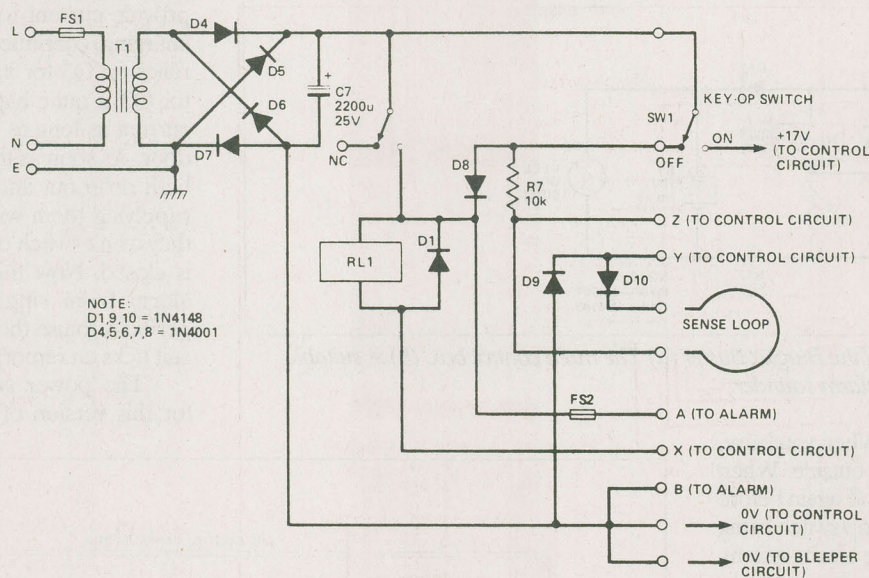 L
FS1
T1
N
E
D4
D5
D6
D7
+
C7
2200u
25V
NC
D8
R7
10k
SW1
KEY-OP SWITCH
ON
OFF
+17V
(TO CONTROL
CIRCUIT)
RL1
D1
Z (TO CONTROL CIRCUIT)
Y (TO CONTROL CIRCUIT)
D9
D10
SENSE LOOP
NOTE:
D1,9,10 = 1N4148
D4,5,6,7,8 = 1N4001
FS2
A (TO ALARM)
X (TO CONTROL CIRCUIT)
B (TO ALARM)
0V (TO CONTROL
CIRCUIT)
0V (TO BLEEPER
CIRCUIT)